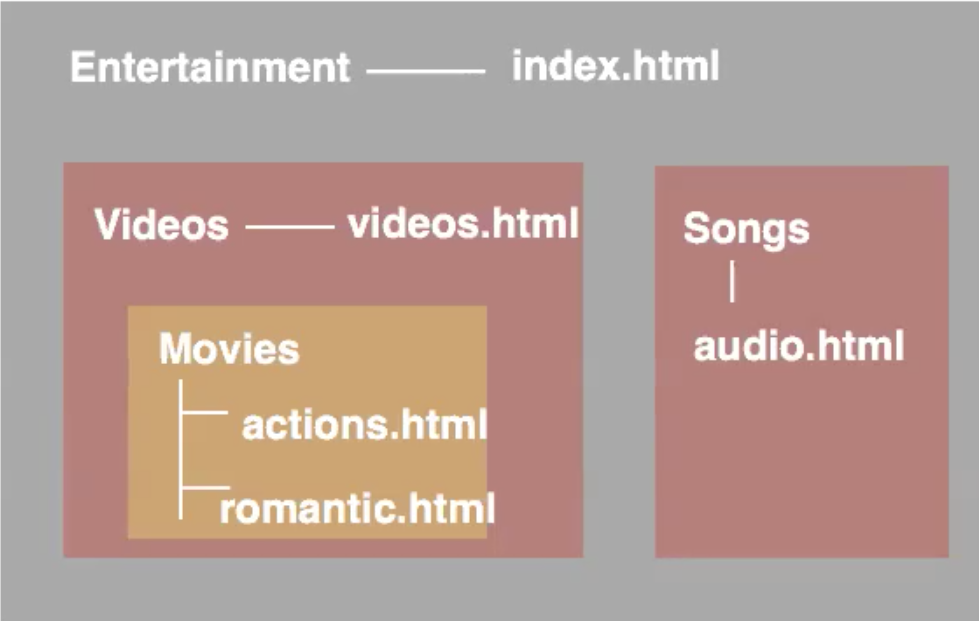 Entertainment index.html
Videos videos.html
Movies
actions.html
romantic.html
Songs
audio.html